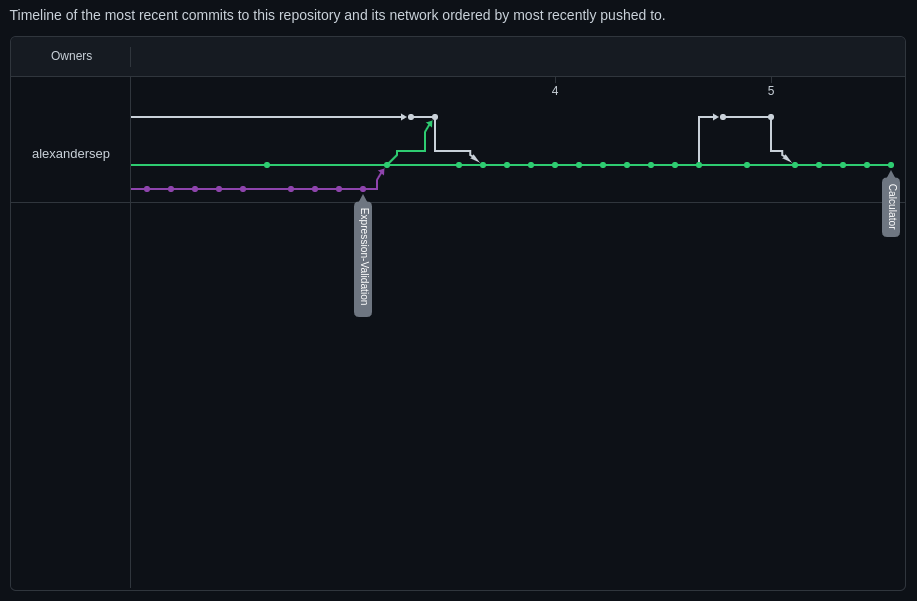 Timeline of the most recent commits to this repository and its network ordered by most recently pushed to.
Owners
4
5
alexandersep
Calculator
Expression-Validation